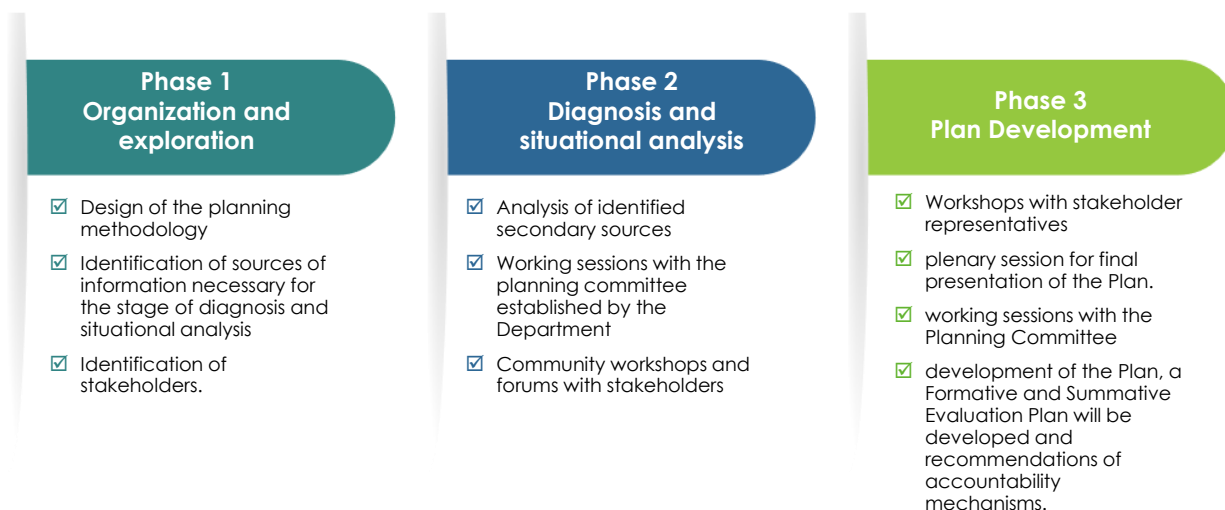 Phase 1
Organization and
exploration
Design of the planning
methodology
Identification of sources of
information necessary for
the stage of diagnosis and
situational analysis
Identification of
stakeholders.
Phase 2
Diagnosis and
situational analysis
Analysis of identified
secondary sources
Working sessions with the
planning committee
established by the
Department
Community workshops and
forums with stakeholders
Phase 3
Plan Development
Workshops with stakeholder
representatives
plenary session for final
presentation of the Plan.
working sessions with the
Planning Committee
development of the Plan, a
Formative and Summative
Evaluation Plan will be
developed and
recommendations of
accountability
mechanisms.